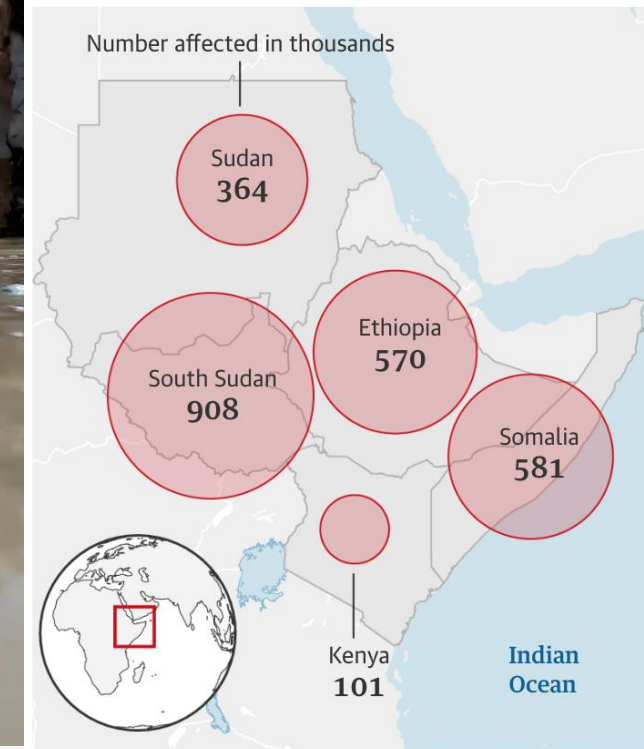 Number affected in thousands
Sudan
364
Ethiopia
570
South Sudan
908
Somalia
581
Kenya
101
Indian
Ocean